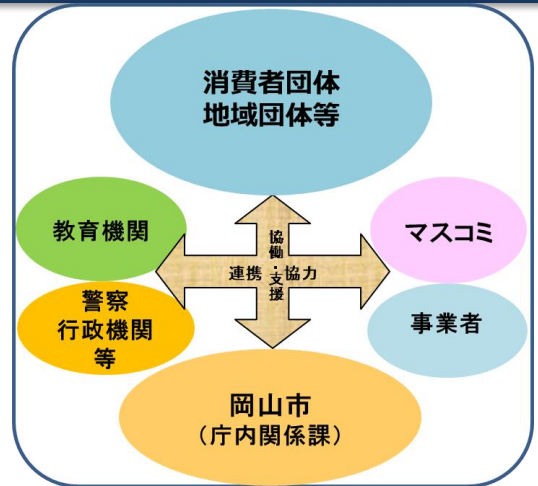 消費者団体
地域団体等
教育機関
マスコミ
協働・支援
連携・協力
警察
行政機関
等
事業者
岡山市
（庁内関係課）